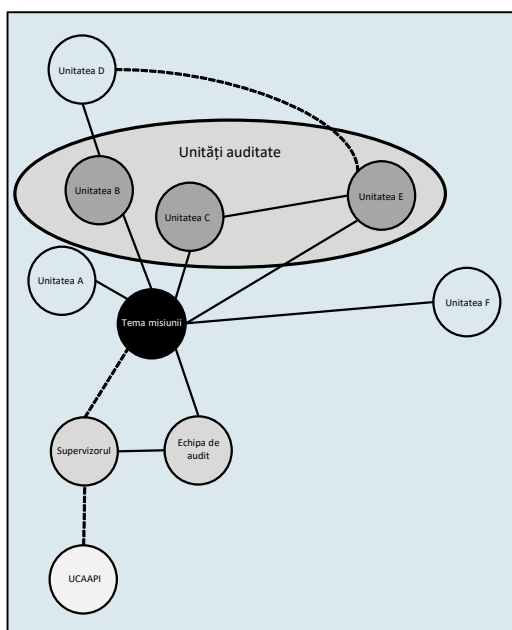 Unitatea D
Unități auditate
Unitatea B
Unitatea E
Unitatea C
Unitatea A
Unitatea F
Tema misiunii
Supervizorul
Echipa de
audit
UCAAPI